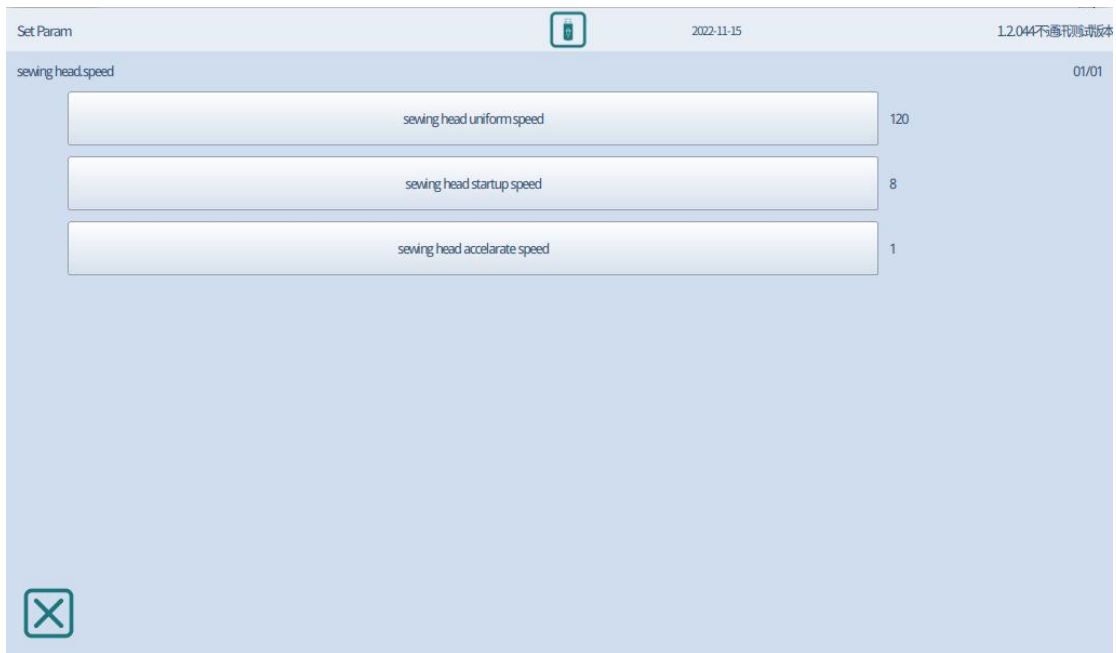 Set Param
2022-11-15
1.2.044不通用测试版本
sewing head.speed
01/01
sewing head uniform speed
120
sewing head startup speed
8
sewing head accelarate speed
1